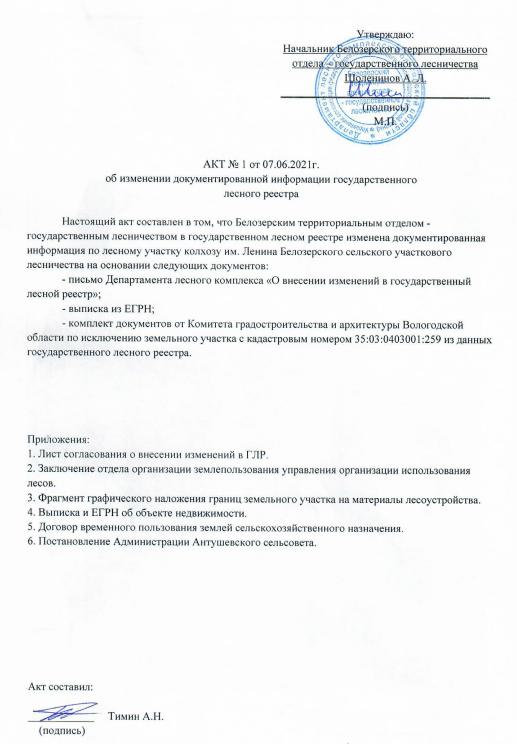 Утверждаю:
Начальник Белозерского территориального
отдела – государственного лесничества
Шоленинов А.Л.
(подпись)
М.П.
АКТ № 1 от 07.06.2021г.
об изменении документированной информации государственного
лесного реестра
Настоящий акт составлен в том, что Белозерским территориальным отделом -
государственным лесничеством в государственном лесном реестре изменена документированная
информация по лесному участку колхозу им. Ленина Белозерского сельского участкового
лесничества на основании следующих документов:
- письмо Департамента лесного комплекса «О внесении изменений в государственный
лесной реестр»;
- выписка из ЕГРН;
- комплект документов от Комитета градостроительства и архитектуры Вологодской
области по исключению земельного участка с кадастровым номером 35:03:0403001:259 из данных
государственного лесного реестра.
Приложения:
1. Лист согласования о внесении изменений в ГЛР.
2. Заключение отдела организации землепользования управления организации использования
лесов.
3. Фрагмент графического наложения границ земельного участка на материалы лесоустройства.
4. Выписка и ЕГРН об объекте недвижимости.
5. Договор временного пользования землей сельскохозяйственного назначения.
6. Постановление Администрации Антушевского сельсовета.
Акт составил:
Тимин А.Н.
(подпись)